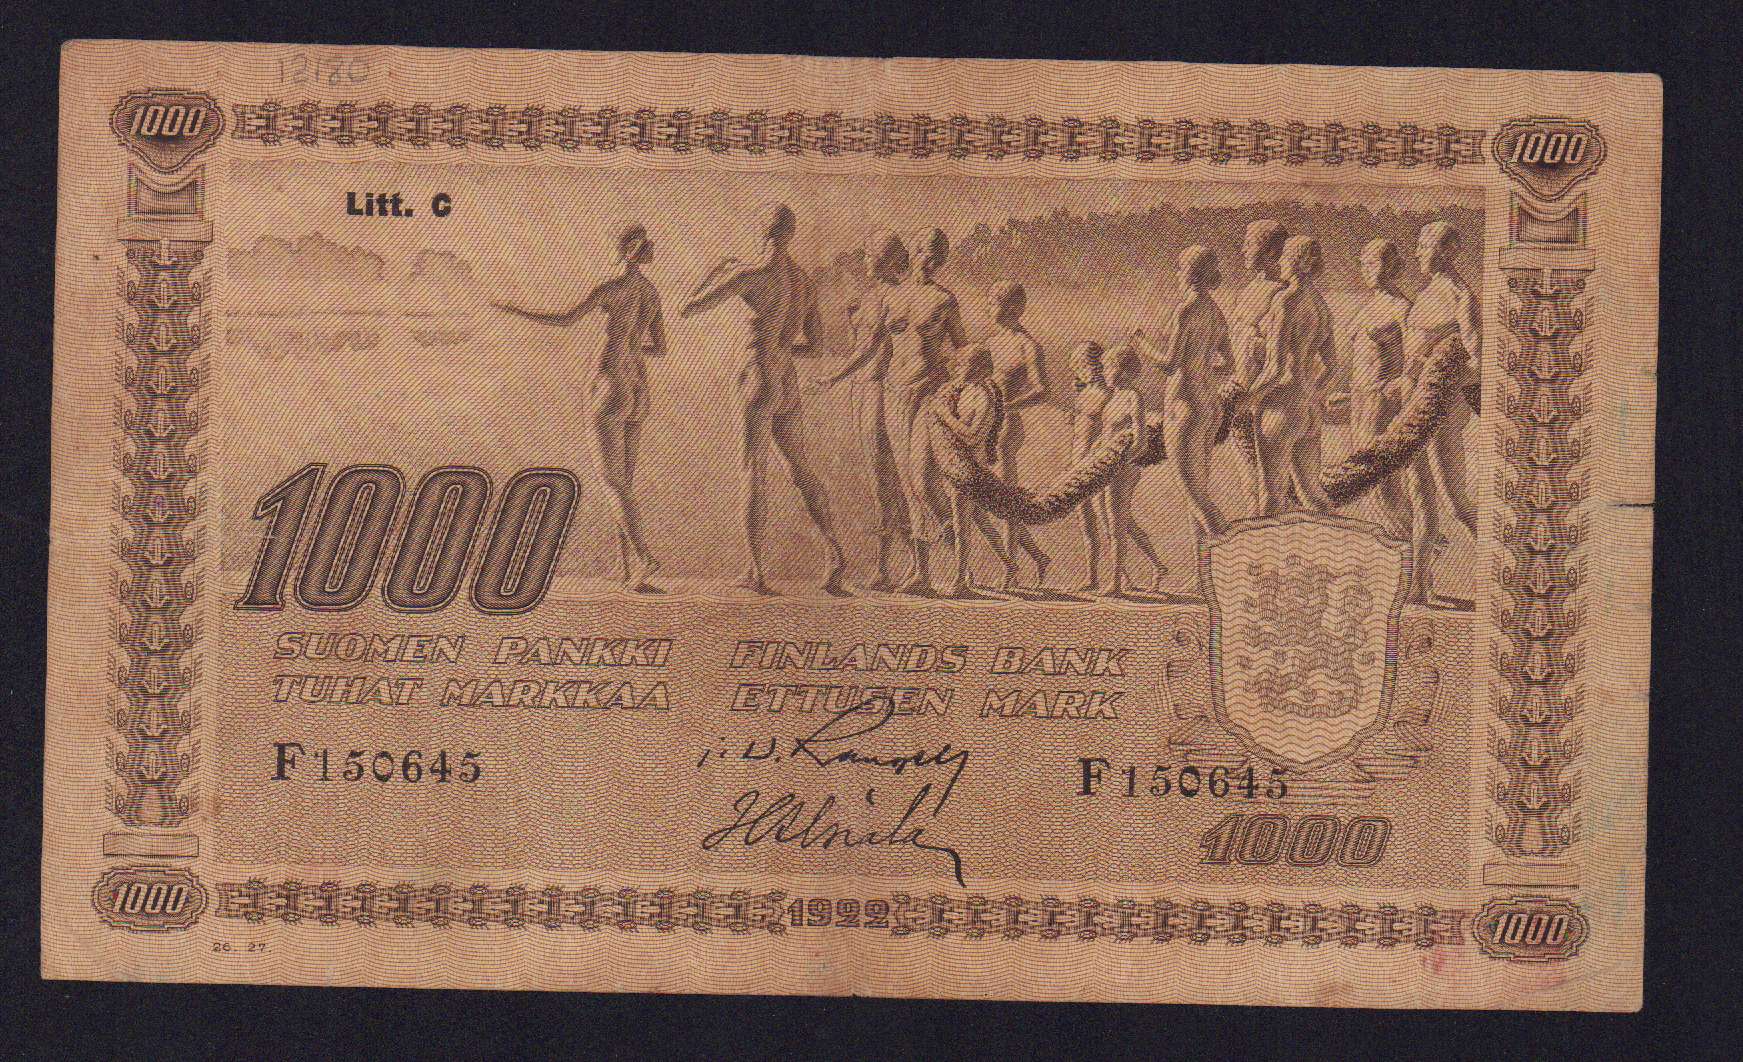 12180
1000
1000
Litt. C
1000
SUOMEN PANKKI
TUHAT MARKKAA
FINLANDS BANK
ETTUSEN MARK
F150645
F150645
1000
1000
1922
1000
26. 27.